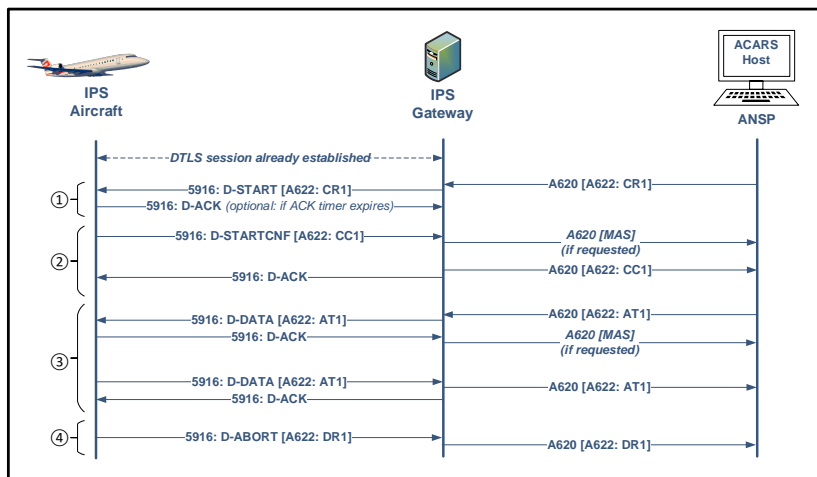 IPS
Aircraft
IPS
Gateway
ACARS
Host
ANSP
DTLS session already established
①
5916: D-START [A622: CR1]
A620 [A622: CR1]
5916: D-ACK (optional: if ACK timer expires)
②
5916: D-STARTCNF [A622: CC1]
A620 [MAS]
(if requested)
5916: D-ACK
A620 [A622: CC1]
③
5916: D-DATA [A622: AT1]
A620 [A622: AT1]
5916: D-ACK
A620 [MAS]
(if requested)
5916: D-DATA [A622: AT1]
A620 [A622: AT1]
5916: D-ACK
④
5916: D-ABORT [A622: DR1]
A620 [A622: DR1]